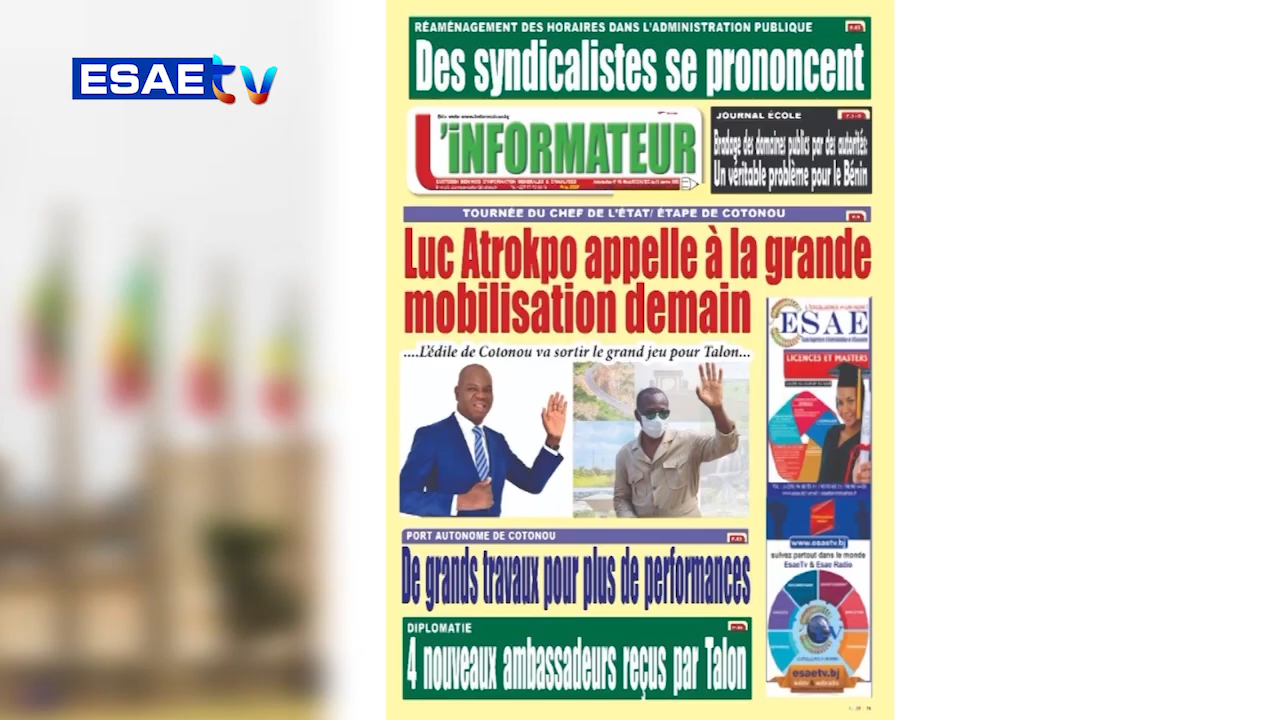 ESAE tv
RÉAMÉNAGEMENT DES HORAIRES DANS L'ADMINISTRATION PUBLIQUE
Des syndicalistes se prononcent
L'iNFORMATEUR
JOURNAL ÉCOLE
Bradage des domaines publics par des autorités
Un véritable problème pour le Bénin
TOURNÉE DU CHEF DE L'ÉTAT/ ÉTAPE DE COTONOU
Luc Atrokpo appelle à la grande
mobilisation demain
....L'édile de Cotonou va sortir le grand jeu pour Talon...
ESAE
LICENCES ET MASTERS
PORT AUTONOME DE COTONOU
De grands travaux pour plus de performances
www.esaetv.bj
suivez partout dans le monde
EsaeTv & Esae Radio
DIPLOMATIE
4 nouveaux ambassadeurs reçus par Talon
esaetv.bj